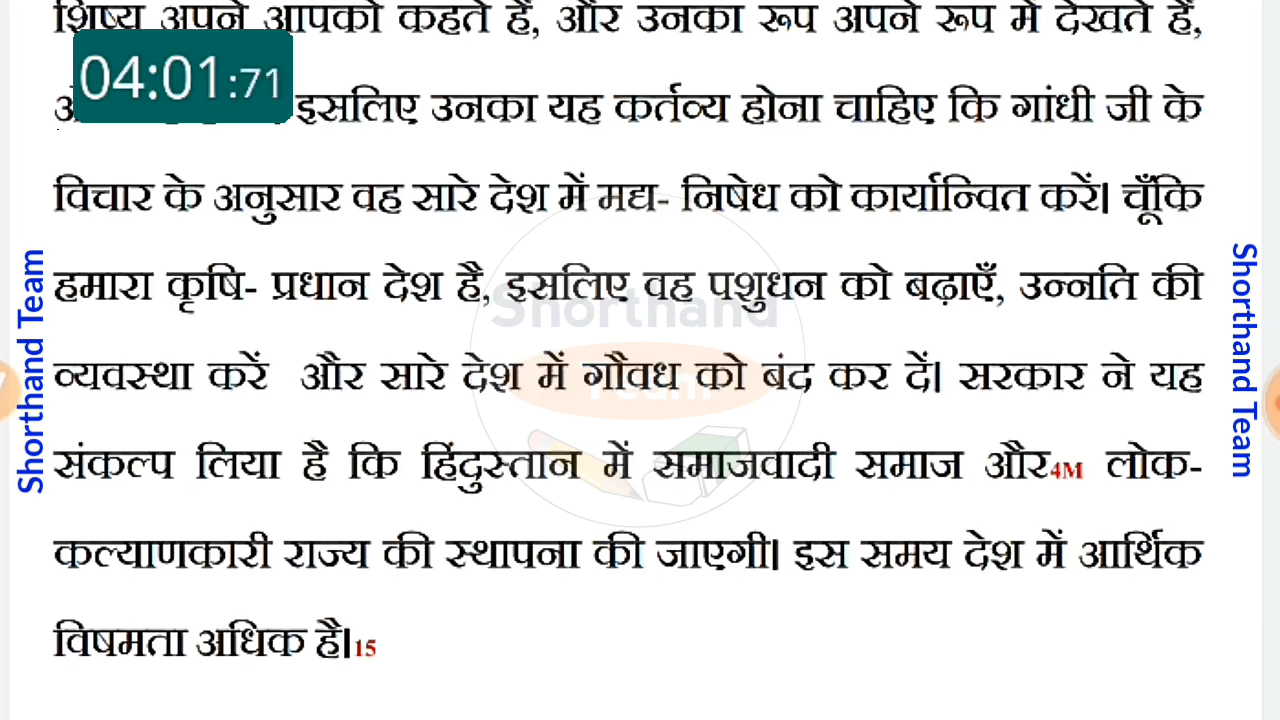 शिष्य अपने आपको कहते हैं, और उनका रूप अपने रूप में देखते हैं,
04:01:71
इसलिए उनका यह कर्तव्य होना चाहिए कि गांधी जी के
विचार के अनुसार वह सारे देश में मद्य- निषेध को कार्यान्वित करें। चूँकि
हमारा कृषि- प्रधान देश है, इसलिए वह पशुधन को बढ़ाएँ, उन्नति की
व्यवस्था करें और सारे देश में गौवध को बंद कर दें। सरकार ने यह
संकल्प लिया है कि हिंदुस्तान में समाजवादी समाज और4M लोक-
कल्याणकारी राज्य की स्थापना की जाएगी। इस समय देश में आर्थिक
विषमता अधिक है।15
Shorthand Team
Shorthand Team
Shorthand
Team